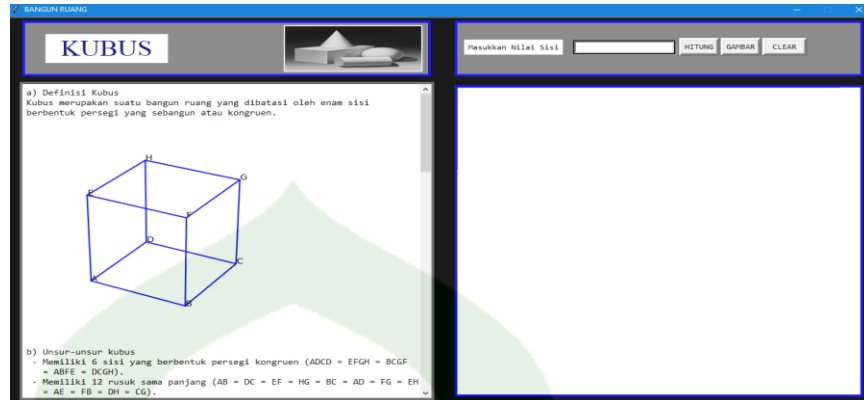 BANGUN RUANG
KUBUS
Masukkan Nilai Sisi
HITUNG
GAMBAR
CLEAR
a) Definisi Kubus
Kubus merupakan suatu bangun ruang yang dibatasi oleh enam sisi
berbentuk persegi yang sebangun atau kongruen.
H
G
E
F
D
C
A
B
b) Unsur-unsur kubus
- Memiliki 6 sisi yang berbentuk persegi kongruen (ADCD = EFGH = BCGF
= ABFE = DCGH).
- Memiliki 12 rusuk sama panjang (AB = DC = EF = HG = BC = AD = FG = EH
= AE = FB = DH = CG).